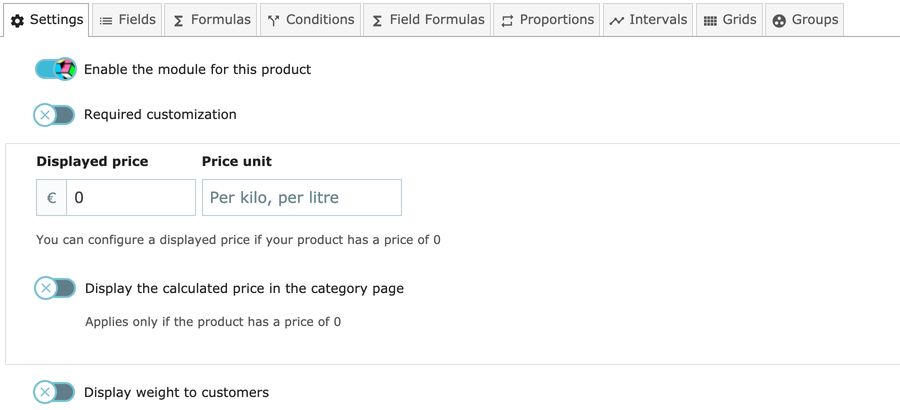 Settings Fields Formulas Conditions Field Formulas Proportions Intervals Grids Groups
Enable the module for this product
Required customization
Displayed price Price unit
€ 0 Per kilo, per litre
You can configure a displayed price if your product has a price of 0
Display the calculated price in the category page
Applies only if the product has a price of 0
Display weight to customers